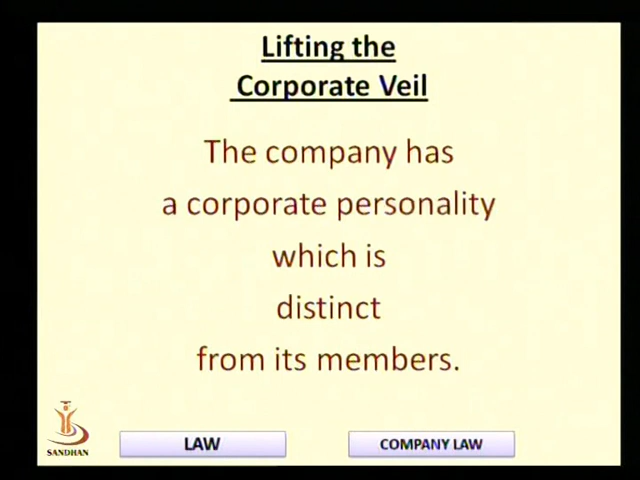 Lifting the
Corporate Veil
The company has
a corporate personality
which is
distinct
from its members.
SANDHAN
LAW
COMPANY LAW